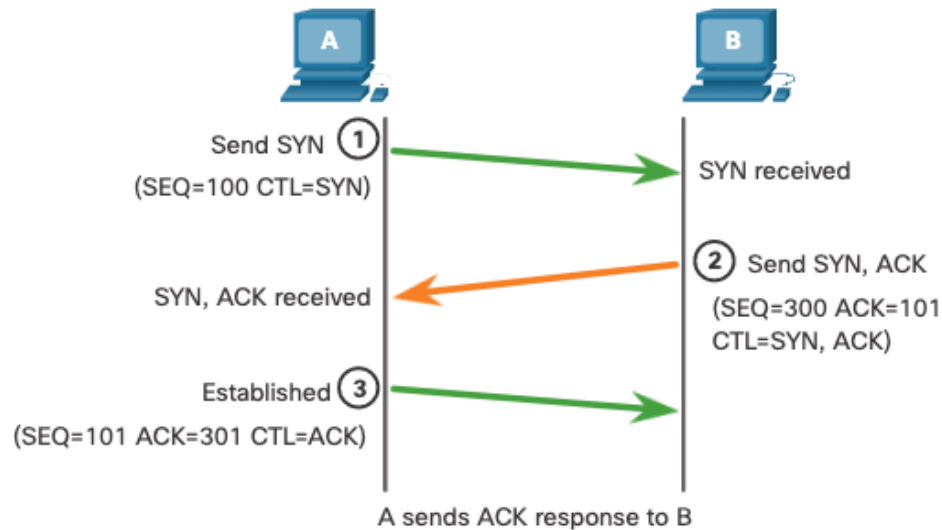 A
B
Send SYN 1
(SEQ=100 CTL=SYN)
SYN received
2 Send SYN, ACK
SYN, ACK received
(SEQ=300 ACK=101
CTL=SYN, ACK)
Established 3
(SEQ=101 ACK=301 CTL=ACK)
A sends ACK response to B